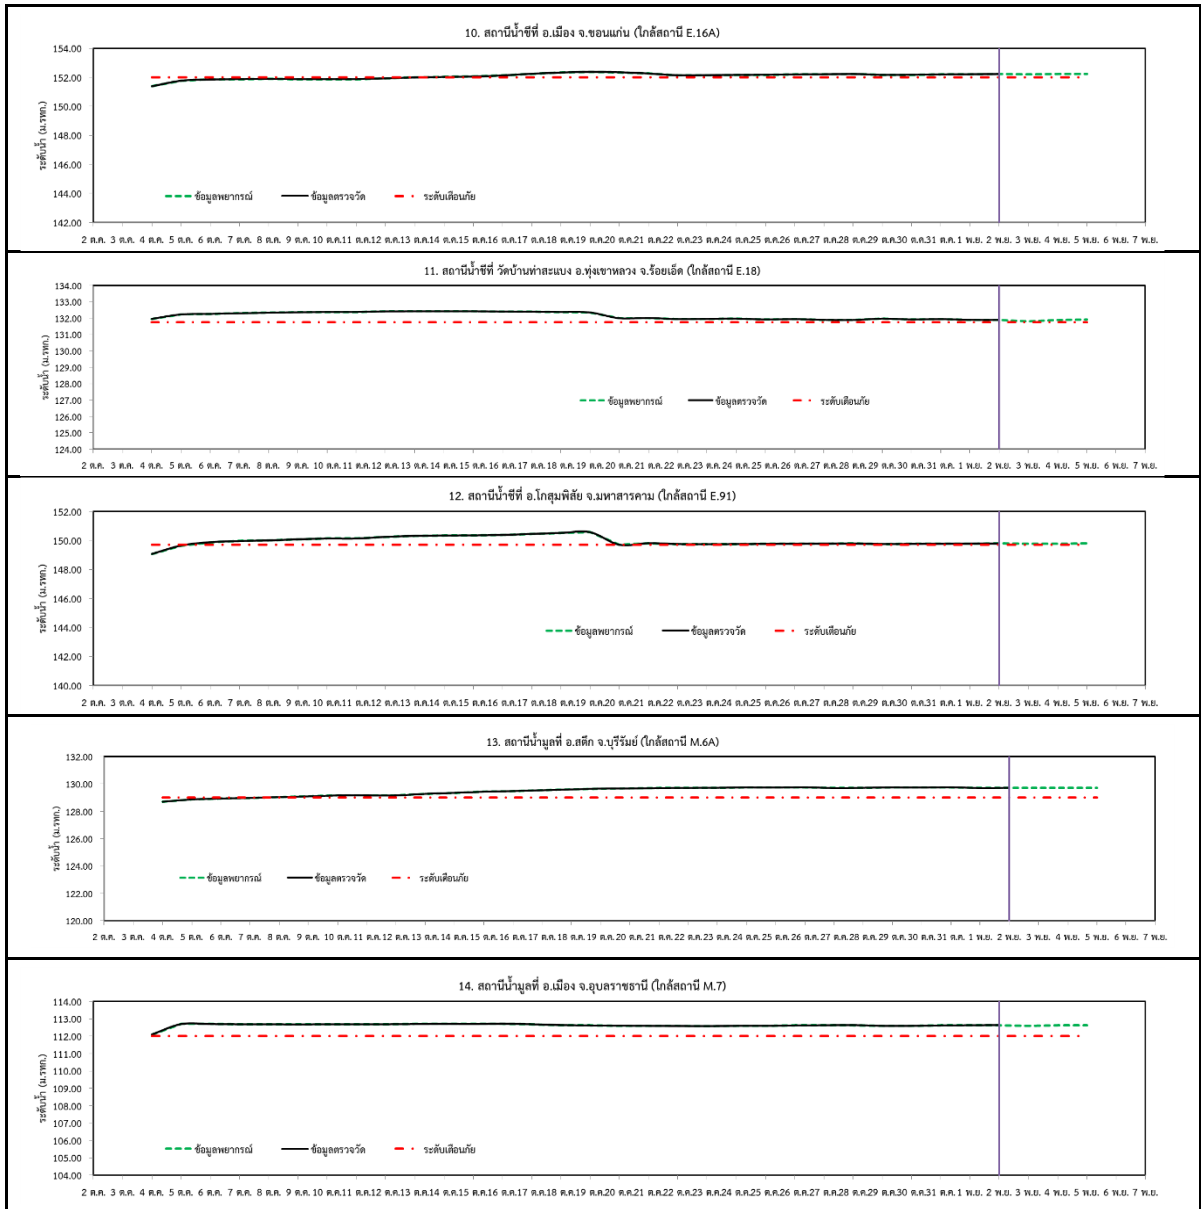 10. สถานีน้ำชีที่ อ.เมือง จ.ขอนแก่น (ใกล้สถานี E.16A)
154.00
152.00
150.00
148.00
146.00
144.00
142.00
ระดับน้ำ (ม.รทก.)
ข้อมูลพยากรณ์ ข้อมูลตรวจวัด ระดับเตือนภัย
2 ต.ค. 3 ต.ค. 4 ต.ค. 5 ต.ค. 6 ต.ค. 7 ต.ค. 8 ต.ค. 9 ต.ค. 10 ต.ค. 11 ต.ค. 12 ต.ค. 13 ต.ค. 14 ต.ค. 15 ต.ค. 16 ต.ค. 17 ต.ค. 18 ต.ค. 19 ต.ค. 20 ต.ค. 21 ต.ค. 22 ต.ค. 23 ต.ค. 24 ต.ค. 25 ต.ค. 26 ต.ค. 27 ต.ค. 28 ต.ค. 29 ต.ค. 30 ต.ค. 31 ต.ค. 1 พ.ย. 2 พ.ย. 3 พ.ย. 4 พ.ย. 5 พ.ย. 6 พ.ย. 7 พ.ย.
11. สถานีน้ำชีที่ วัดบ้านท่าสะแบง อ.ทุ่งเขาหลวง จ.ร้อยเอ็ด (ใกล้สถานี E.18)
134.00
133.00
132.00
131.00
130.00
129.00
128.00
127.00
126.00
125.00
124.00
ระดับน้ำ (ม.รทก.)
ข้อมูลพยากรณ์ ข้อมูลตรวจวัด ระดับเตือนภัย
2 ต.ค. 3 ต.ค. 4 ต.ค. 5 ต.ค. 6 ต.ค. 7 ต.ค. 8 ต.ค. 9 ต.ค. 10 ต.ค. 11 ต.ค. 12 ต.ค. 13 ต.ค. 14 ต.ค. 15 ต.ค. 16 ต.ค. 17 ต.ค. 18 ต.ค. 19 ต.ค. 20 ต.ค. 21 ต.ค. 22 ต.ค. 23 ต.ค. 24 ต.ค. 25 ต.ค. 26 ต.ค. 27 ต.ค. 28 ต.ค. 29 ต.ค. 30 ต.ค. 31 ต.ค. 1 พ.ย. 2 พ.ย. 3 พ.ย. 4 พ.ย. 5 พ.ย. 6 พ.ย. 7 พ.ย.
12. สถานีน้ำชีที่ อ.โกสุมพิสัย จ.มหาสารคาม (ใกล้สถานี E.91)
152.00
150.00
148.00
146.00
144.00
142.00
140.00
ระดับน้ำ (ม.รทก.)
ข้อมูลพยากรณ์ ข้อมูลตรวจวัด ระดับเตือนภัย
2 ต.ค. 3 ต.ค. 4 ต.ค. 5 ต.ค. 6 ต.ค. 7 ต.ค. 8 ต.ค. 9 ต.ค. 10 ต.ค. 11 ต.ค. 12 ต.ค. 13 ต.ค. 14 ต.ค. 15 ต.ค. 16 ต.ค. 17 ต.ค. 18 ต.ค. 19 ต.ค. 20 ต.ค. 21 ต.ค. 22 ต.ค. 23 ต.ค. 24 ต.ค. 25 ต.ค. 26 ต.ค. 27 ต.ค. 28 ต.ค. 29 ต.ค. 30 ต.ค. 31 ต.ค. 1 พ.ย. 2 พ.ย. 3 พ.ย. 4 พ.ย. 5 พ.ย. 6 พ.ย. 7 พ.ย.
13. สถานีน้ำมูลที่ อ.สตึก จ.บุรีรัมย์ (ใกล้สถานี M.6A)
132.00
130.00
128.00
126.00
124.00
122.00
120.00
ระดับน้ำ (ม.รทก.)
ข้อมูลพยากรณ์ ข้อมูลตรวจวัด ระดับเตือนภัย
2 ต.ค. 3 ต.ค. 4 ต.ค. 5 ต.ค. 6 ต.ค. 7 ต.ค. 8 ต.ค. 9 ต.ค. 10 ต.ค. 11 ต.ค. 12 ต.ค. 13 ต.ค. 14 ต.ค. 15 ต.ค. 16 ต.ค. 17 ต.ค. 18 ต.ค. 19 ต.ค. 20 ต.ค. 21 ต.ค. 22 ต.ค. 23 ต.ค. 24 ต.ค. 25 ต.ค. 26 ต.ค. 27 ต.ค. 28 ต.ค. 29 ต.ค. 30 ต.ค. 31 ต.ค. 1 พ.ย. 2 พ.ย. 3 พ.ย. 4 พ.ย. 5 พ.ย. 6 พ.ย. 7 พ.ย.
14. สถานีน้ำมูลที่ อ.เมือง จ.อุบลราชธานี (ใกล้สถานี M.7)
114.00
113.00
112.00
111.00
110.00
109.00
108.00
107.00
106.00
105.00
104.00
ระดับน้ำ (ม.รทก.)
ข้อมูลพยากรณ์ ข้อมูลตรวจวัด ระดับเตือนภัย
2 ต.ค. 3 ต.ค. 4 ต.ค. 5 ต.ค. 6 ต.ค. 7 ต.ค. 8 ต.ค. 9 ต.ค. 10 ต.ค. 11 ต.ค. 12 ต.ค. 13 ต.ค. 14 ต.ค. 15 ต.ค. 16 ต.ค. 17 ต.ค. 18 ต.ค. 19 ต.ค. 20 ต.ค. 21 ต.ค. 22 ต.ค. 23 ต.ค. 24 ต.ค. 25 ต.ค. 26 ต.ค. 27 ต.ค. 28 ต.ค. 29 ต.ค. 30 ต.ค. 31 ต.ค. 1 พ.ย. 2 พ.ย. 3 พ.ย. 4 พ.ย. 5 พ.ย. 6 พ.ย. 7 พ.ย.